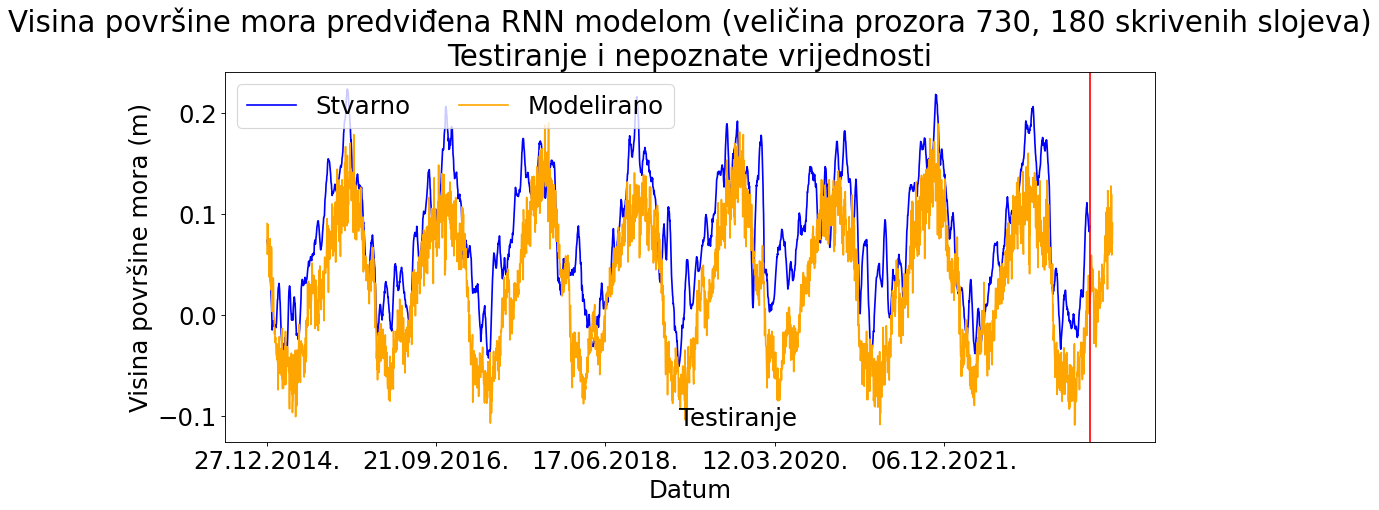 Visina površine mora predviđena RNN modelom (veličina prozora 730, 180 skrivenih slojeva)
Testiranje i nepoznate vrijednosti
Stvarno Modelirano
Visina površine mora (m)
0.2
0.1
0.0
−0.1
Testiranje
27.12.2014. 21.09.2016. 17.06.2018. 12.03.2020. 06.12.2021.
Datum